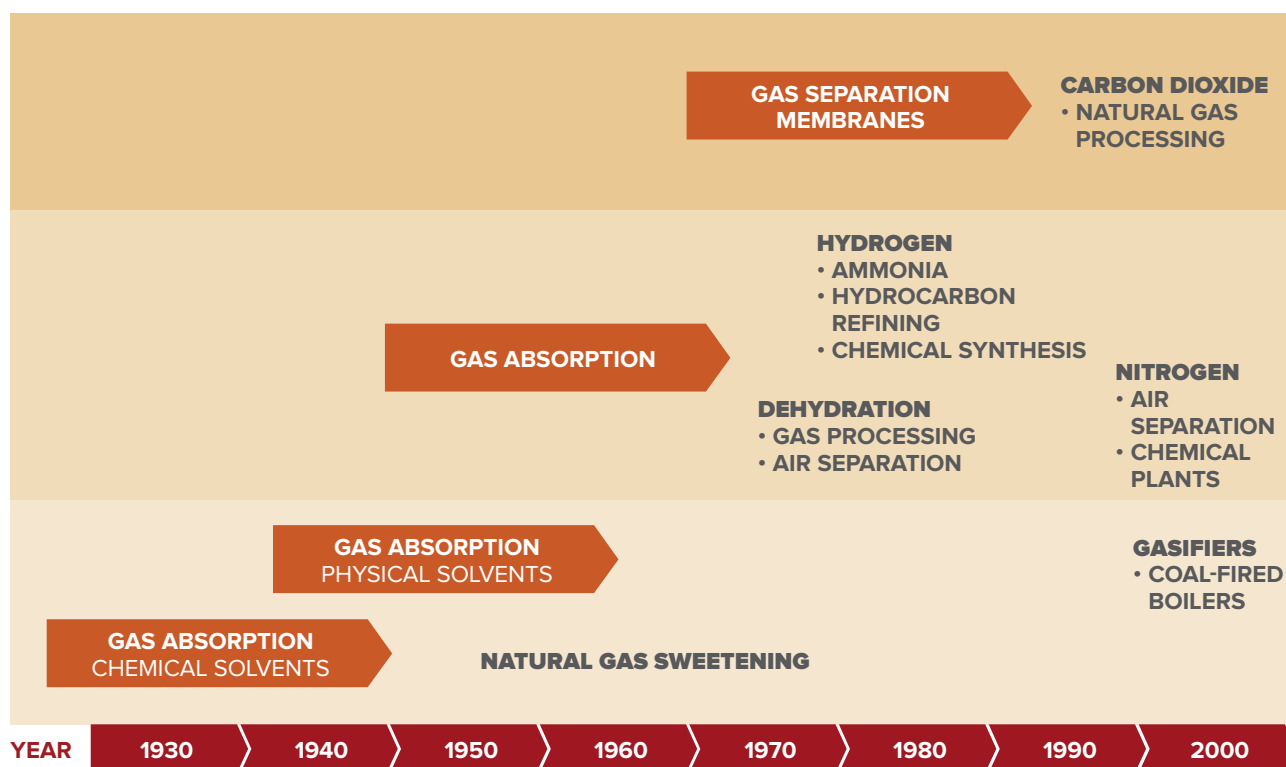 GAS SEPARATION
MEMBRANES
CARBON DIOXIDE
• NATURAL GAS
PROCESSING
HYDROGEN
• AMMONIA
• HYDROCARBON
REFINING
• CHEMICAL SYNTHESIS
GAS ABSORPTION
NITROGEN
• AIR
SEPARATION
• CHEMICAL
PLANTS
DEHYDRATION
• GAS PROCESSING
• AIR SEPARATION
GAS ABSORPTION
PHYSICAL SOLVENTS
GASIFIERS
• COAL-FIRED
BOILERS
GAS ABSORPTION
CHEMICAL SOLVENTS
NATURAL GAS SWEETENING
YEAR 1930 1940 1950 1960 1970 1980 1990 2000